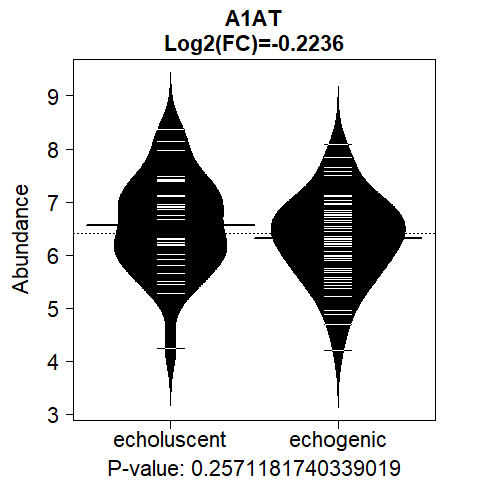 A1AT
Log2(FC)=-0.2236
9
8
7
6
5
4
3
Abundance
echoluscent echogenic
P-value: 0.2571181740339019